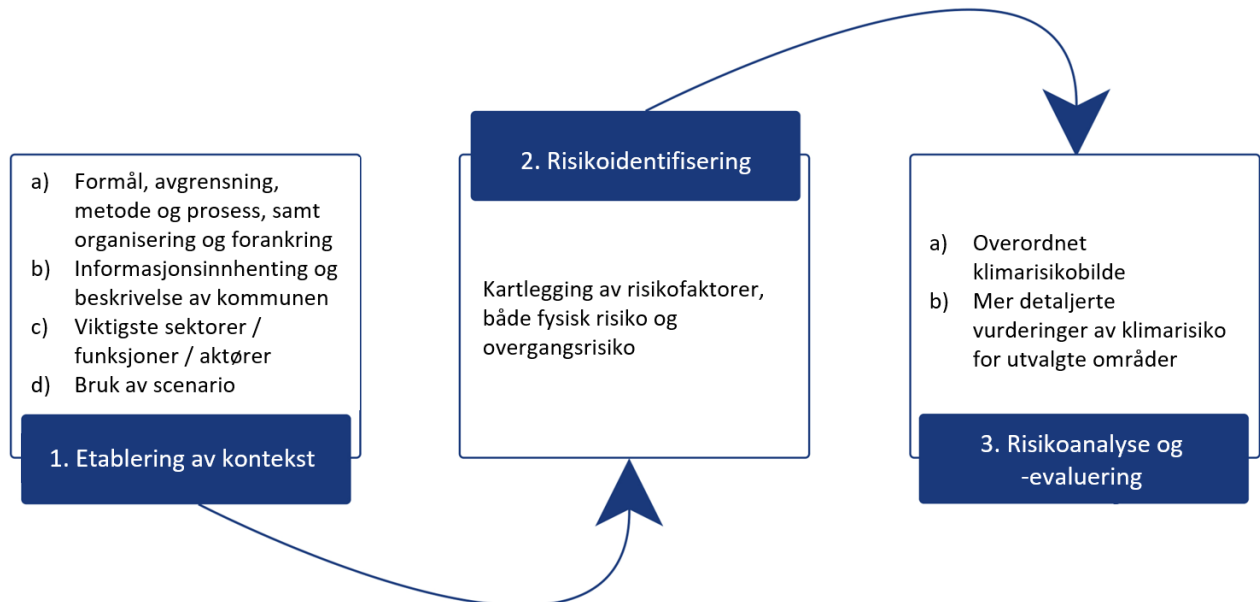 a) Formål, avgrensning,
metode og prosess, samt
organisering og forankring
b) Informasjonsinnhenting og
beskrivelse av kommunen
c) Viktigste sektorer /
funksjoner / aktører
d) Bruk av scenario
1. Etablering av kontekst
2. Risikoidentifisering
Kartlegging av risikofaktorer,
både fysisk risiko og
overgangsrisiko
a) Overordnet
klimarisikobilde
b) Mer detaljerte
vurderinger av klimarisiko
for utvalgte områder
3. Risikoanalyse og
-evaluering